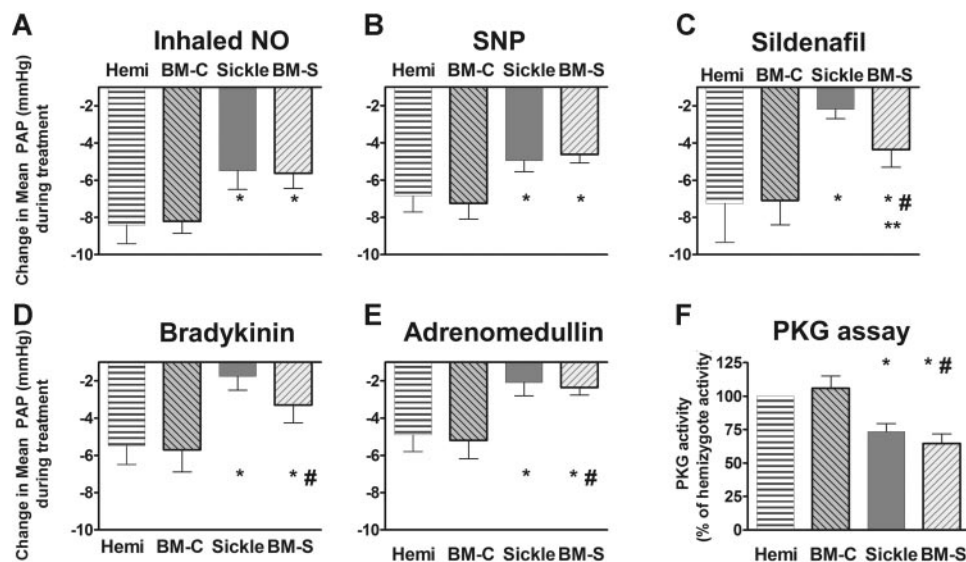 A
Inhaled NO
Hemi BM-C Sickle BM-S
Change in Mean PAP (mmHg)
during treatment
-2
-4
-6
-8
-10
* *
B
SNP
Hemi BM-C Sickle BM-S
-2
-4
-6
-8
-10
* *
C
Sildenafil
Hemi BM-C Sickle BM-S
-2
-4
-6
-8
-10
* * #
**
D
Bradykinin
Change in Mean PAP (mmHg)
during treatment
-2
-4
-6
-8
-10
* * #
Hemi BM-C Sickle BM-S
E
Adrenomedullin
-2
-4
-6
-8
-10
* * #
Hemi BM-C Sickle BM-S
F
PKG assay
PKG activity
(% of hemizygote activity)
125
100
75
50
25
0
* * #
Hemi BM-C Sickle BM-S